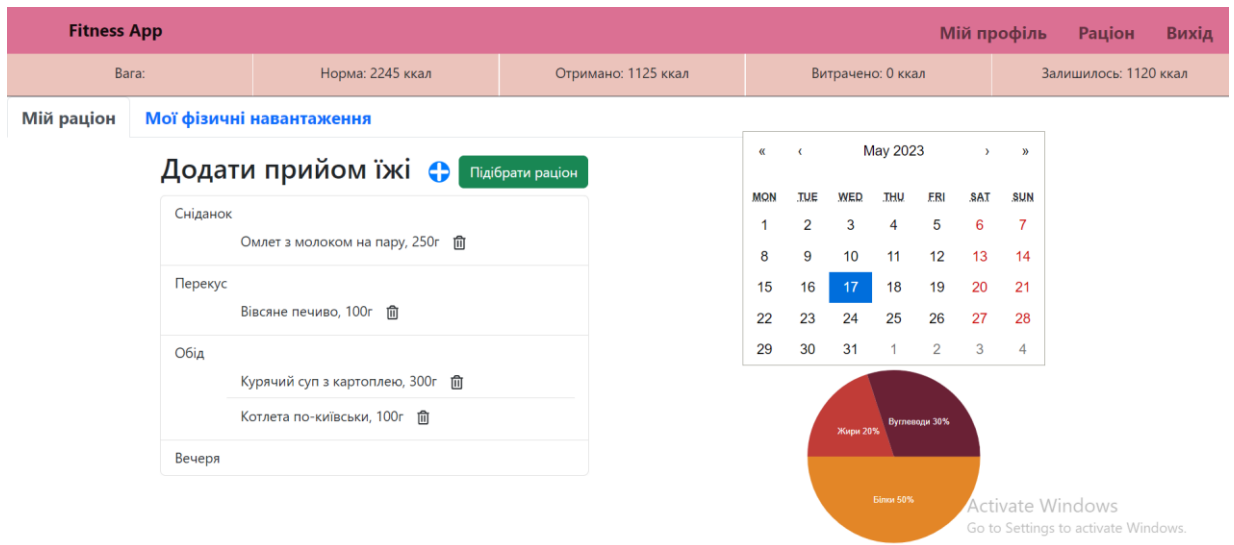 Fitness App
Мій профіль Раціон Вихід
Вага: Норма: 2245 ккал Отримано: 1125 ккал Витрачено: 0 ккал Залишилось: 1120 ккал
Мій раціон Мої фізичні навантаження
Додати прийом їжі Підібрати раціон
Сніданок
Омлет з молоком на пару, 250г
Перекус
Вівсяне печиво, 100г
Обід
Курячий суп з картоплею, 300г
Котлета по-київськи, 100г
Вечеря
« ‹ May 2023 › »
MON TUE WED THU FRI SAT SUN
1 2 3 4 5 6 7
8 9 10 11 12 13 14
15 16 17 18 19 20 21
22 23 24 25 26 27 28
29 30 31 1 2 3 4
Жири 20% Вуглеводи 30%
Білки 50%
Activate Windows
Go to Settings to activate Windows.